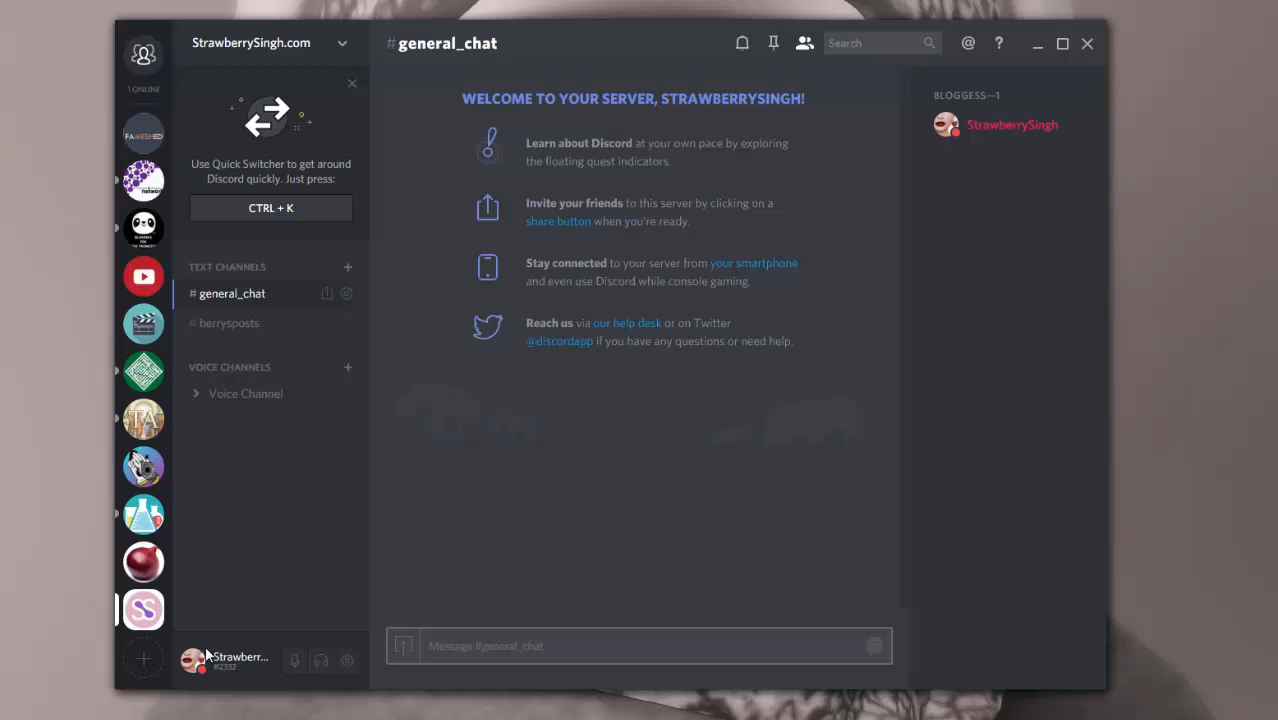 StrawberrySingh.com
#general_chat
Search
@
?
1 ONLINE
FAMESHED
Use Quick Switcher to get around
Discord quickly. Just press:
CTRL + K
TEXT CHANNELS
# general_chat
# berrysposts
VOICE CHANNELS
Voice Channel
TA
SS
Strawberr...
#2332
WELCOME TO YOUR SERVER, STRAWBERRYSINGH!
Learn about Discord at your own pace by exploring
the floating quest indicators.
Invite your friends to this server by clicking on a
share button when you're ready.
Stay connected to your server from your smartphone
and even use Discord while console gaming.
Reach us via our help desk or on Twitter
@discordapp if you have any questions or need help.
Message #general_chat
BLOGGESS—1
StrawberrySingh